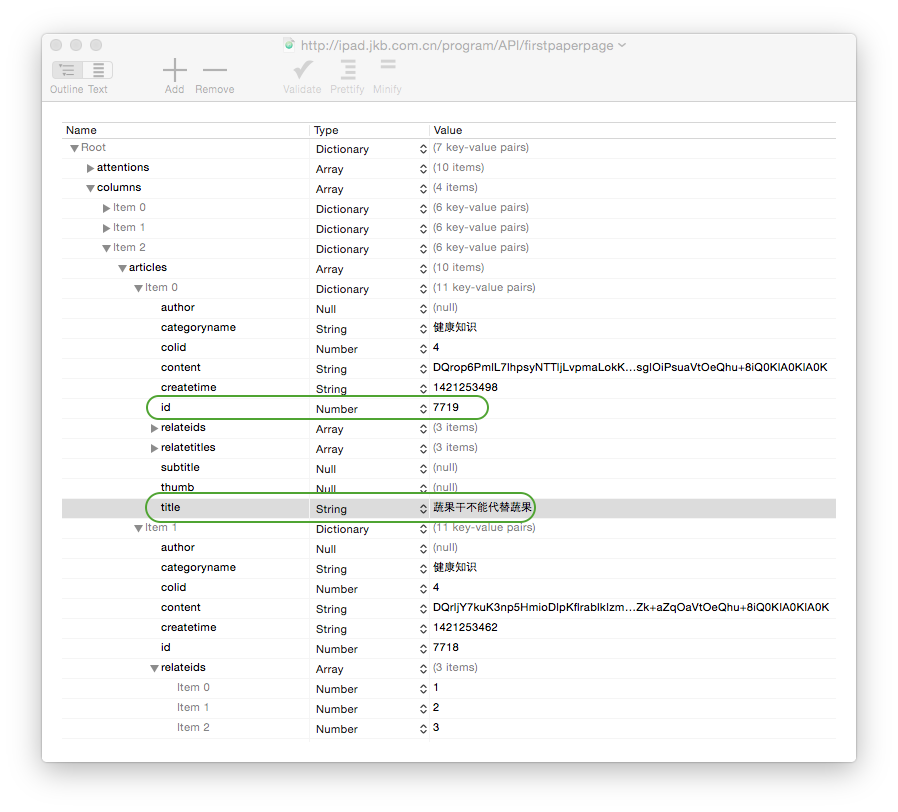 http://ipad.jkb.com.cn/program/API/firstpaperpage
Outline Text Add Remove Validate Prettify Minify
Name Type Value
Root Dictionary (7 key-value pairs)
attentions Array (10 items)
columns Array (4 items)
Item 0 Dictionary (6 key-value pairs)
Item 1 Dictionary (6 key-value pairs)
Item 2 Dictionary (6 key-value pairs)
articles Array (10 items)
Item 0 Dictionary (11 key-value pairs)
author Null (null)
categoryname String 健康知识
colid Number 4
content String DQrop6PmlL7lhpsyNTTljLvpmaLokK...sglOiPsuaVtOeQhu+8iQ0KIA0KIA0K
createtime String 1421253498
id Number 7719
relateids Array (3 items)
relatetitles Array (3 items)
subtitle Null (null)
thumb Null (null)
title String 蔬果干不能代替蔬果
Item 1 Dictionary (11 key-value pairs)
author Null (null)
categoryname String 健康知识
colid Number 4
content String DQrljY7kuK3np5HmioDlpKflrablklzm...Zk+aZqOaVtOeQhu+8iQ0KIA0KIA0K
createtime String 1421253462
id Number 7718
relateids Array (3 items)
Item 0 Number 1
Item 1 Number 2
Item 2 Number 3